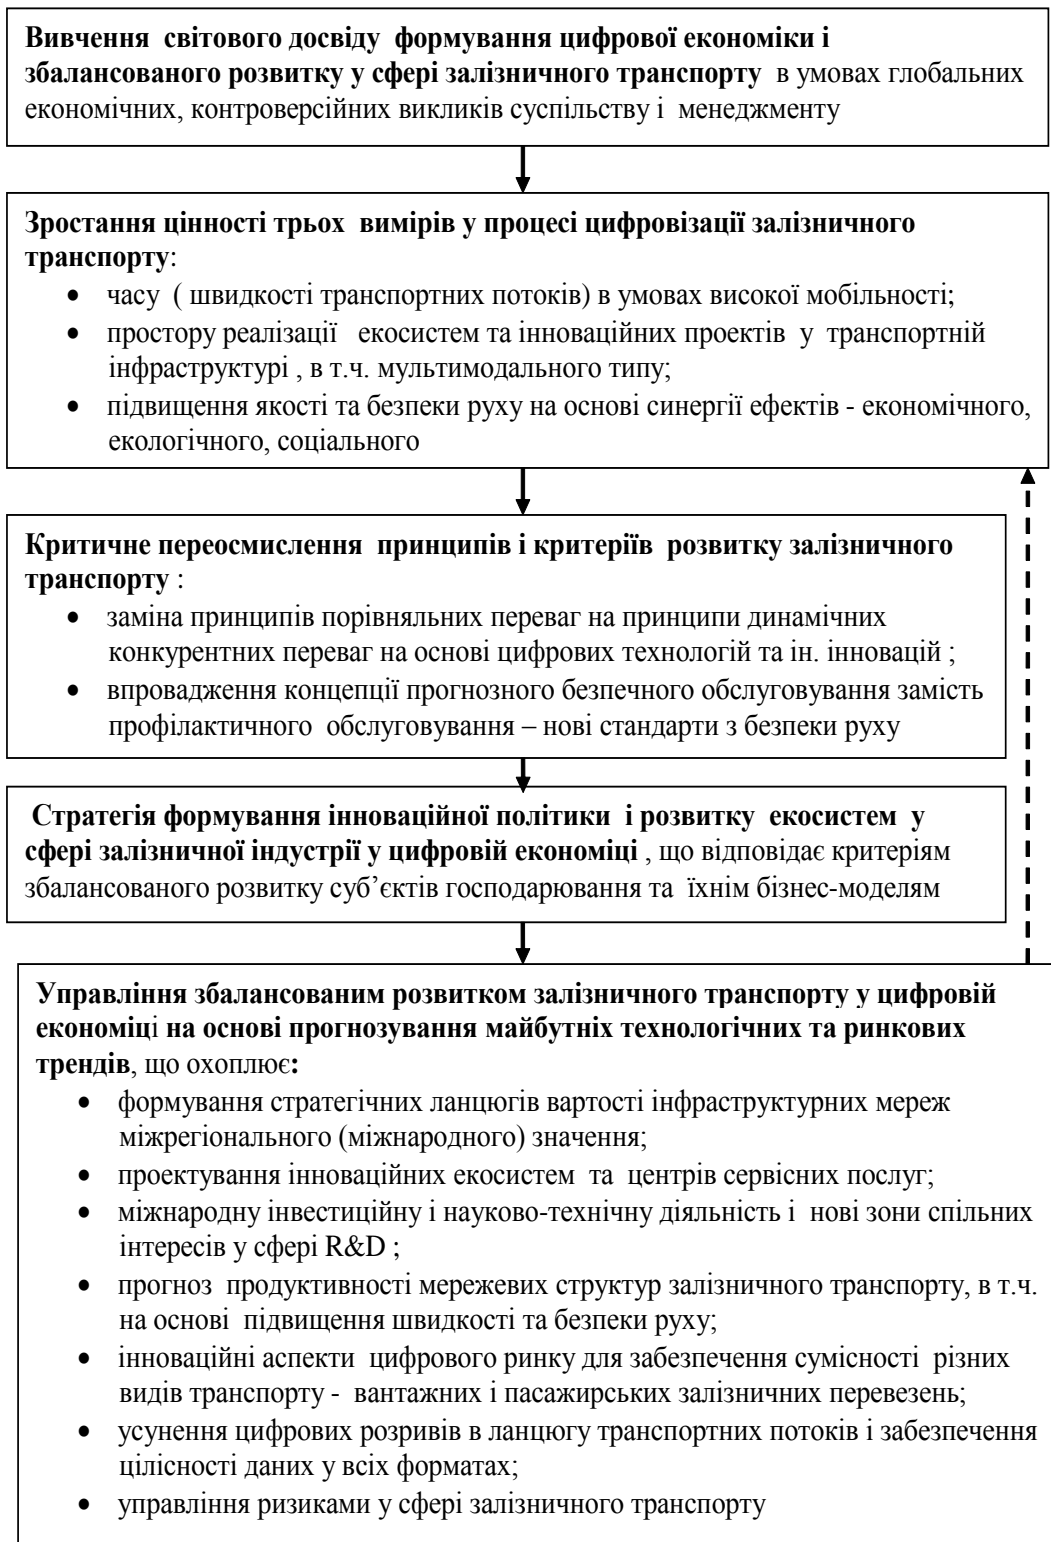 Вивчення світового досвіду формування цифрової економіки і
збалансованого розвитку у сфері залізничного транспорту в умовах глобальних
економічних, контроверсійних викликів суспільству і менеджменту
Зростання цінності трьох вимірів у процесі цифровізації залізничного
транспорту:
• часу ( швидкості транспортних потоків) в умовах високої мобільності;
• простору реалізації екосистем та інноваційних проектів у транспортній
інфраструктурі , в т.ч. мультимодального типу;
• підвищення якості та безпеки руху на основі синергії ефектів - економічного,
екологічного, соціального
Критичне переосмислення принципів і критеріїв розвитку залізничного
транспорту :
• заміна принципів порівняльних переваг на принципи динамічних
конкурентних переваг на основі цифрових технологій та ін. інновацій ;
• впровадження концепції прогнозного безпечного обслуговування замість
профілактичного обслуговування – нові стандарти з безпеки руху
Стратегія формування інноваційної політики і розвитку екосистем у
сфері залізничної індустрії у цифровій економіці , що відповідає критеріям
збалансованого розвитку суб’єктів господарювання та їхнім бізнес-моделям
Управління збалансованим розвитком залізничного транспорту у цифровій
економіці на основі прогнозування майбутніх технологічних та ринкових
трендів, що охоплює:
• формування стратегічних ланцюгів вартості інфраструктурних мереж
міжрегіонального (міжнародного) значення;
• проектування інноваційних екосистем та центрів сервісних послуг;
• міжнародну інвестиційну і науково-технічну діяльність і нові зони спільних
інтересів у сфері R&D ;
• прогноз продуктивності мережевих структур залізничного транспорту, в т.ч.
на основі підвищення швидкості та безпеки руху;
• інноваційні аспекти цифрового ринку для забезпечення сумісності різних
видів транспорту - вантажних і пасажирських залізничних перевезень;
• усунення цифрових розривів в ланцюгу транспортних потоків і забезпечення
цілісності даних у всіх форматах;
• управління ризиками у сфері залізничного транспорту